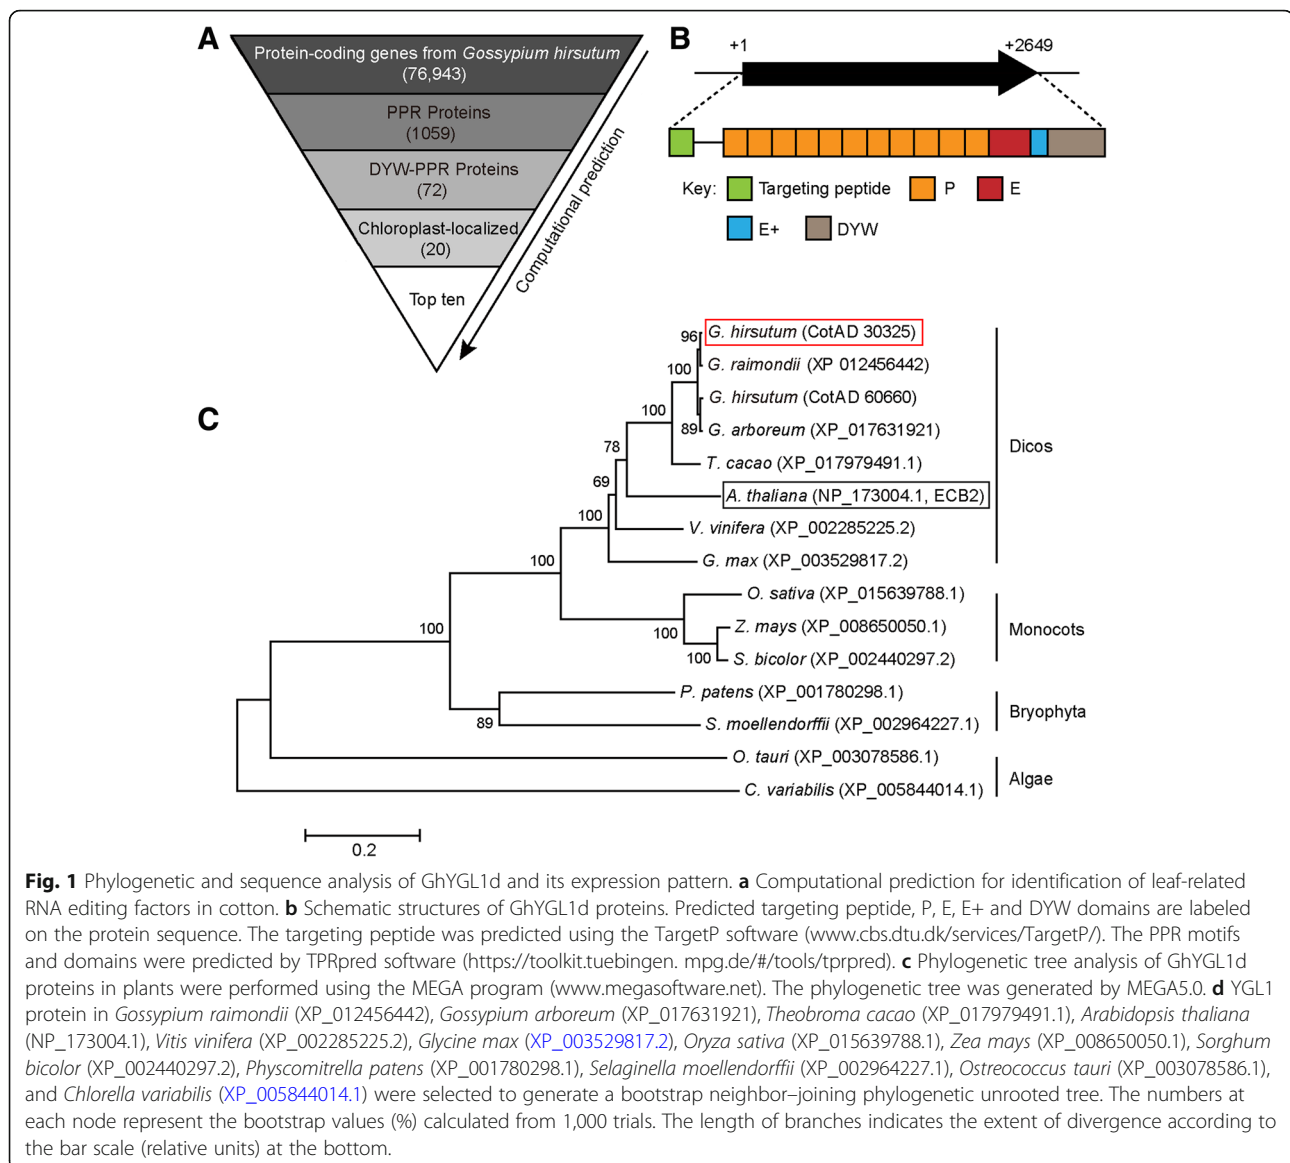 A
Protein-coding genes from Gossypium hirsutum
(76,943)
PPR Proteins
(1059)
DYW-PPR Proteins
(72)
Chloroplast-localized
(20)
Top ten
Computational prediction
B
+1
+2649
Key:
Targeting peptide
P
E
E+
DYW
C
G. hirsutum (CotAD 30325)
G. raimondii (XP 012456442)
G. hirsutum (CotAD 60660)
G. arboreum (XP_017631921)
T. cacao (XP_017979491.1)
A. thaliana (NP_173004.1, ECB2)
V. vinifera (XP_002285225.2)
G. max (XP_003529817.2)
O. sativa (XP_015639788.1)
Z. mays (XP_008650050.1)
S. bicolor (XP_002440297.2)
P. patens (XP_001780298.1)
S. moellendorffii (XP_002964227.1)
O. tauri (XP_003078586.1)
C. variabilis (XP_005844014.1)
96
100
100
89
78
69
100
100
100
100
100
89
Dicos
Monocots
Bryophyta
Algae
0.2
Fig. 1 Phylogenetic and sequence analysis of GhYGL1d and its expression pattern. a Computational prediction for identification of leaf-related
RNA editing factors in cotton. b Schematic structures of GhYGL1d proteins. Predicted targeting peptide, P, E, E+ and DYW domains are labeled
on the protein sequence. The targeting peptide was predicted using the TargetP software (www.cbs.dtu.dk/services/TargetP/). The PPR motifs
and domains were predicted by TPRpred software (https://toolkit.tuebingen. mpg.de/#/tools/tprpred). c Phylogenetic tree analysis of GhYGL1d
proteins in plants were performed using the MEGA program (www.megasoftware.net). The phylogenetic tree was generated by MEGA5.0. d YGL1
protein in Gossypium raimondii (XP_012456442), Gossypium arboreum (XP_017631921), Theobroma cacao (XP_017979491.1), Arabidopsis thaliana
(NP_173004.1), Vitis vinifera (XP_002285225.2), Glycine max (XP_003529817.2), Oryza sativa (XP_015639788.1), Zea mays (XP_008650050.1), Sorghum
bicolor (XP_002440297.2), Physcomitrella patens (XP_001780298.1), Selaginella moellendorffii (XP_002964227.1), Ostreococcus tauri (XP_003078586.1),
and Chlorella variabilis (XP_005844014.1) were selected to generate a bootstrap neighbor–joining phylogenetic unrooted tree. The numbers at
each node represent the bootstrap values (%) calculated from 1,000 trials. The length of branches indicates the extent of divergence according to
the bar scale (relative units) at the bottom.